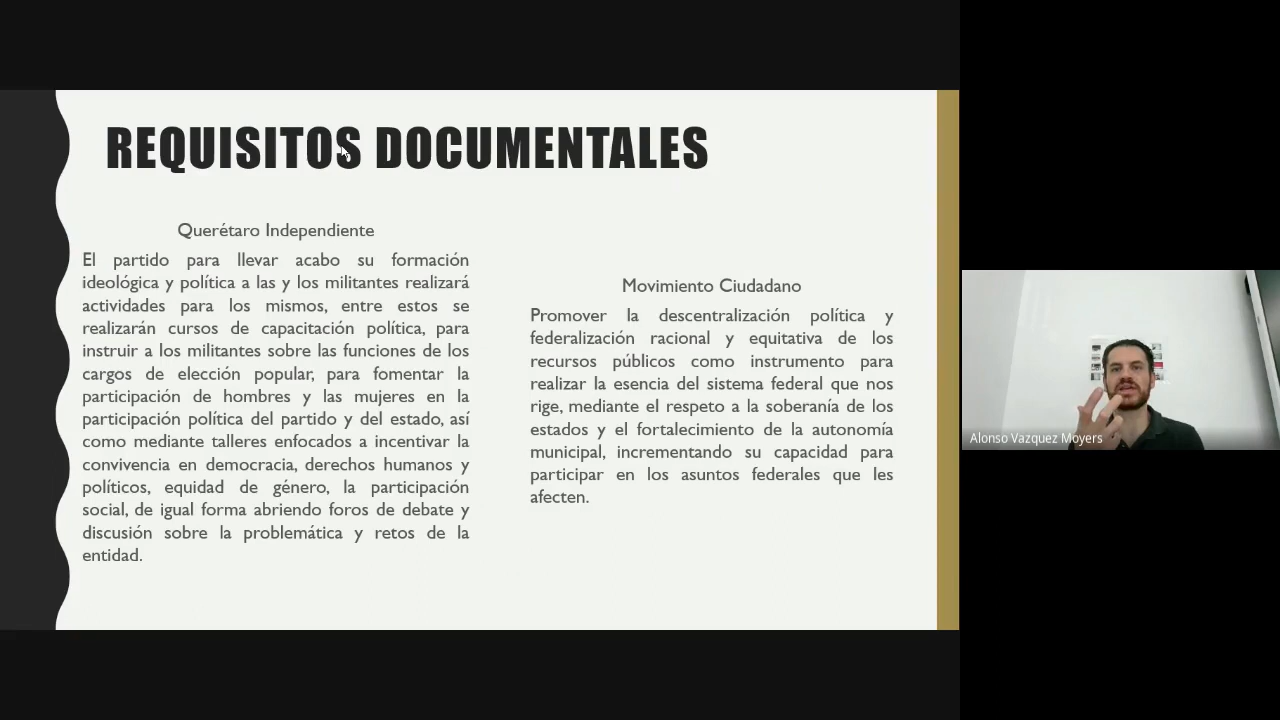 REQUISITOS DOCUMENTALES
Querétaro Independiente
El partido para llevar acabo su formación
ideológica y política a las y los militantes realizará
actividades para los mismos, entre estos se
realizarán cursos de capacitación política, para
instruir a los militantes sobre las funciones de los
cargos de elección popular, para fomentar la
participación de hombres y las mujeres en la
participación política del partido y del estado, así
como mediante talleres enfocados a incentivar la
convivencia en democracia, derechos humanos y
políticos, equidad de género, la participación
social, de igual forma abriendo foros de debate y
discusión sobre la problemática y retos de la
entidad.
Movimiento Ciudadano
Promover la descentralización política y
federalización racional y equitativa de los
recursos públicos como instrumento para
realizar la esencia del sistema federal que nos
rige, mediante el respeto a la soberanía de los
estados y el fortalecimiento de la autonomía
municipal, incrementando su capacidad para
participar en los asuntos federales que les
afecten.
Alonso Vazquez Moyers